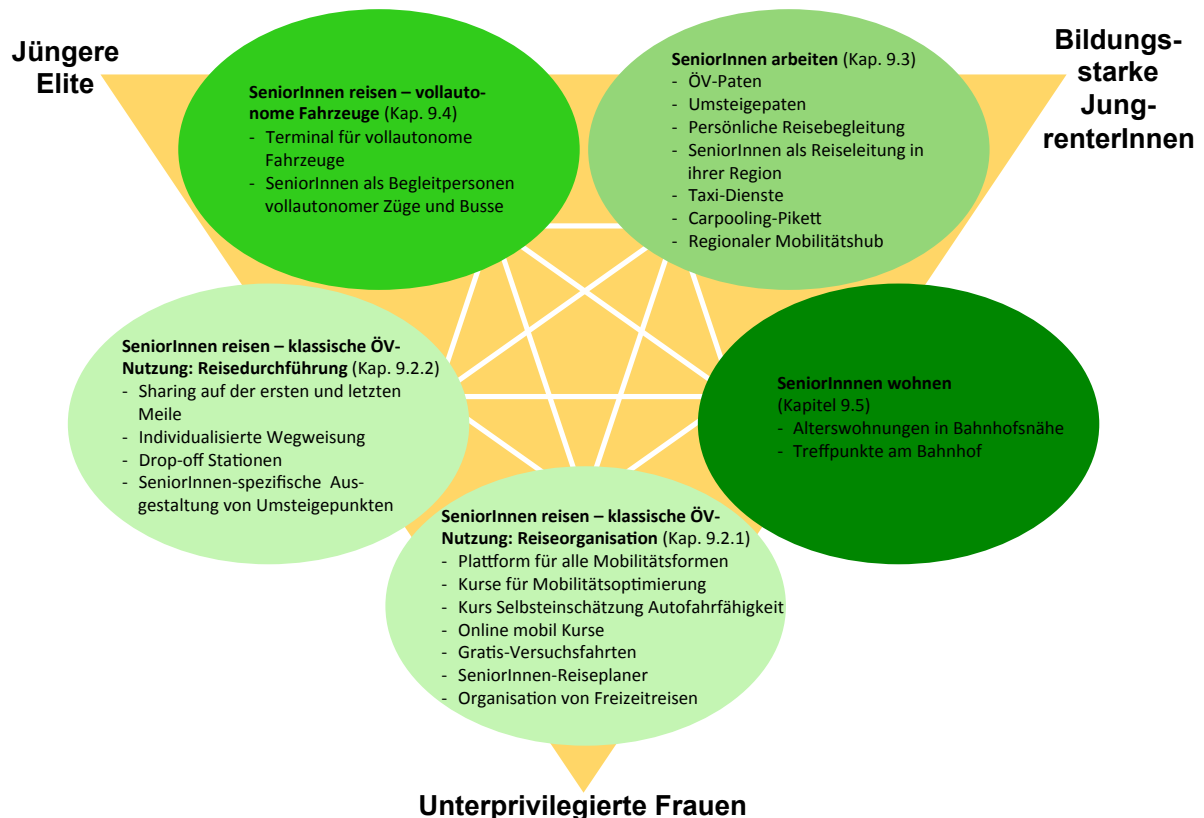 Jüngere
Elite
Bildungs-
starke
Jung-
renterInnen
SeniorInnen reisen – vollauto-
nome Fahrzeuge (Kap. 9.4)
- Terminal für vollautonome
Fahrzeuge
- SeniorInnen als Begleitpersonen
vollautonomer Züge und Busse
SeniorInnen arbeiten (Kap. 9.3)
- ÖV-Paten
- Umsteigepaten
- Persönliche Reisebegleitung
- SeniorInnen als Reiseleitung in
ihrer Region
- Taxi-Dienste
- Carpooling-Pikett
- Regionaler Mobilitätshub
SeniorInnen reisen – klassische ÖV-
Nutzung: Reisedurchführung (Kap. 9.2.2)
- Sharing auf der ersten und letzten
Meile
- Individualisierte Wegweisung
- Drop-off Stationen
- SeniorInnen-spezifische Aus-
gestaltung von Umsteigepunkten
SeniorInnnen wohnen
(Kapitel 9.5)
- Alterswohnungen in Bahnhofsnähe
- Treffpunkte am Bahnhof
SeniorInnen reisen – klassische ÖV-
Nutzung: Reiseorganisation (Kap. 9.2.1)
- Plattform für alle Mobilitätsformen
- Kurse für Mobilitätsoptimierung
- Kurs Selbsteinschätzung Autofahrfähigkeit
- Online mobil Kurse
- Gratis-Versuchsfahrten
- SeniorInnen-Reiseplaner
- Organisation von Freizeitreisen
Unterprivilegierte Frauen